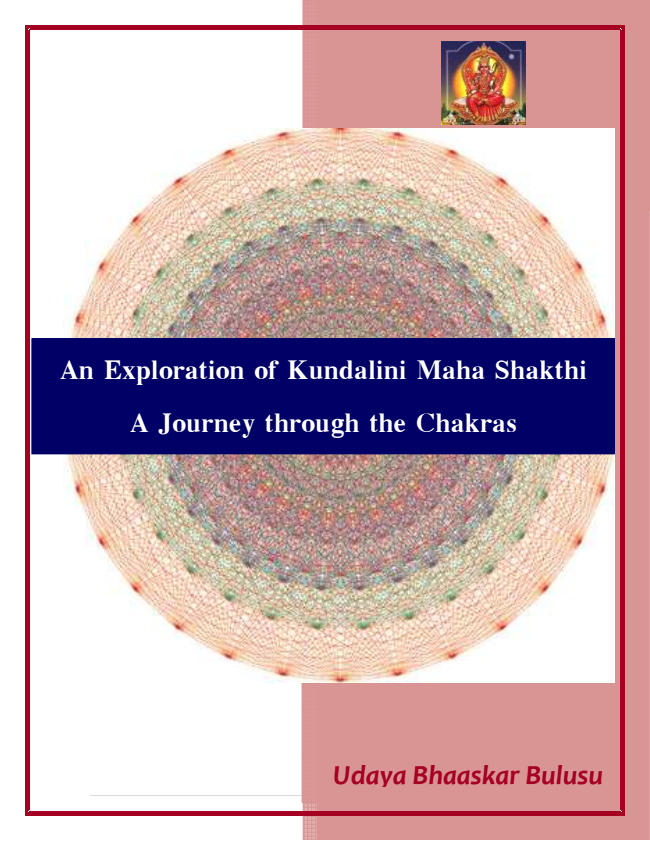 An Exploration of Kundalini Maha Shakthi
A Journey through the Chakras
Udaya Bhaaskar Bulusu